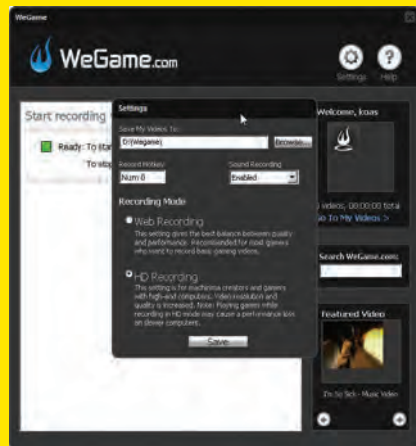 WeGame
WeGame.com
Settings
Help
Start recording
Ready: To star
To stop
Settings
Save My Videos To:
D:\(Wegame)
Browse...
Record Hotkey
Sound Recording
Num 0
Enabled
Recording Mode
Web Recording
This setting gives the best balance between quality
and performance. Recommended for most gamers
who want to record basic gaming videos.
HD Recording
This setting is for machinima creators and gamers
with high-end computers. Video resolution and
quality is increased. Note: Playing games while
recording in HD mode may cause a performance loss
on slower computers.
Save
Welcome, koas
videos, 00:00:00 total
Go To My Videos >
Search WeGame.com:
Featured Video
I'm So Sick - Music Video